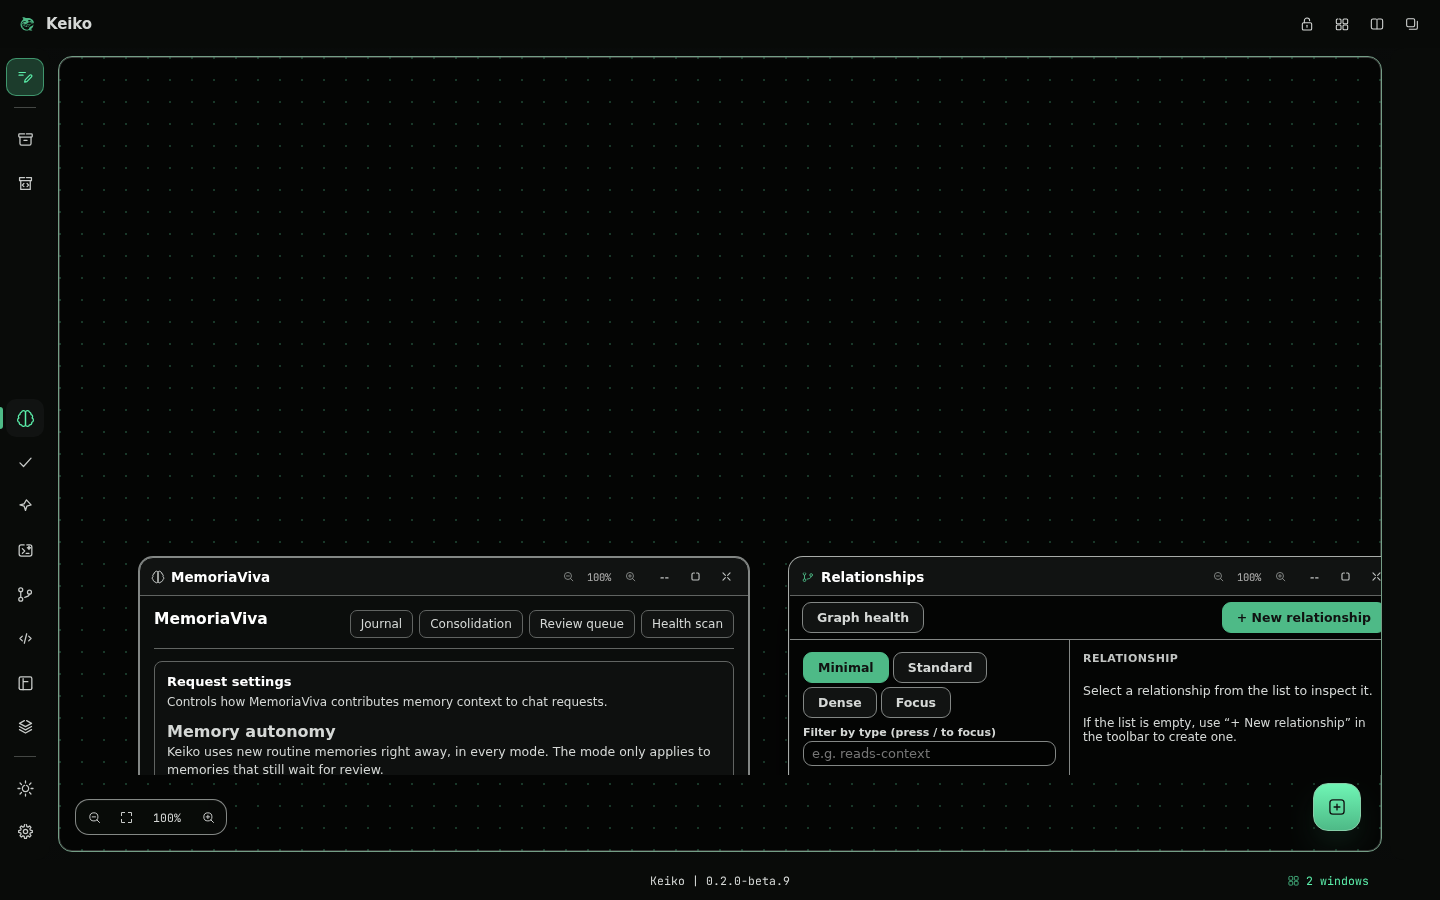 Keiko
MemoriaViva
100%
--
MemoriaViva
Journal
Consolidation
Review queue
Health scan
Request settings
Controls how MemoriaViva contributes memory context to chat requests.
Memory autonomy
Keiko uses new routine memories right away, in every mode. The mode only applies to
memories that still wait for review.
Relationships
100%
--
Graph health
+ New relationship
Minimal
Standard
Dense
Focus
Filter by type (press / to focus)
e.g. reads-context
RELATIONSHIP
Select a relationship from the list to inspect it.
If the list is empty, use “+ New relationship” in
the toolbar to create one.
100%
Keiko | 0.2.0-beta.9
2 windows